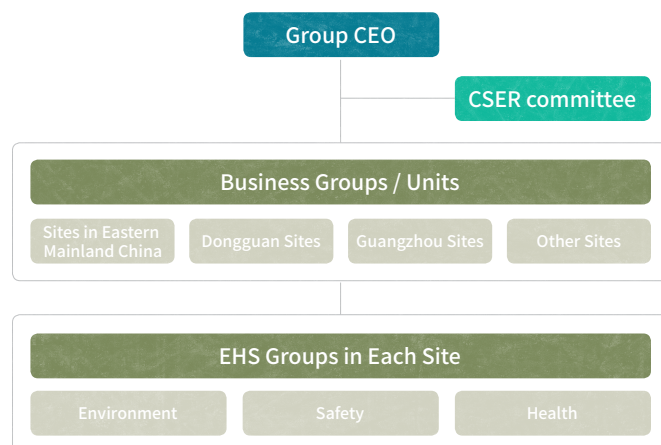 Group CEO
CSER committee
Business Groups / Units
Sites in Eastern
Mainland China
Dongguan Sites
Guangzhou Sites
Other Sites
EHS Groups in Each Site
Environment
Safety
Health